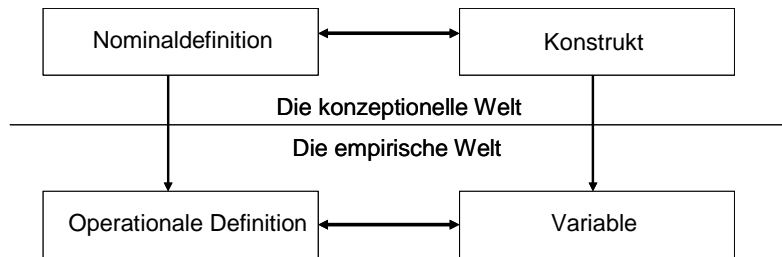 Nominaldefinition
Konstrukt
Die konzeptionelle Welt
Die empirische Welt
Operationale Definition
Variable